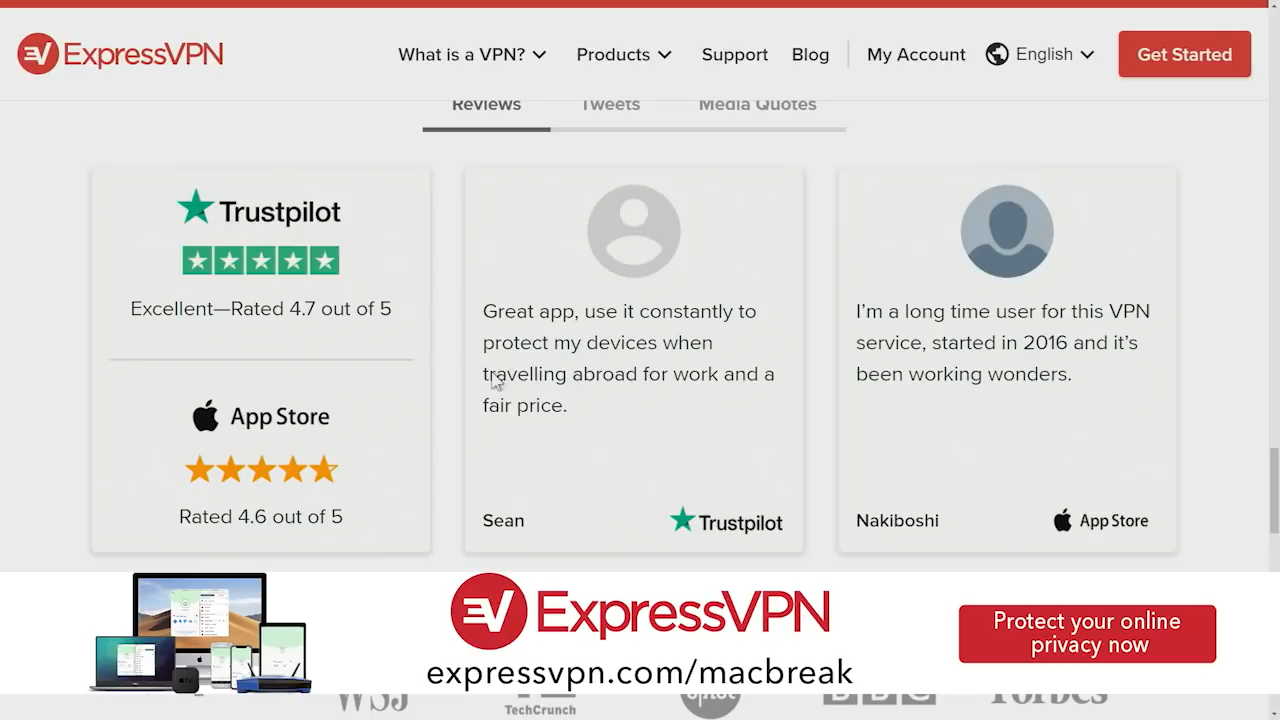 ExpressVPN
What is a VPN?
Products
Support
Blog
My Account
English
Get Started
Reviews
Tweets
Media Quotes
Trustpilot
Excellent—Rated 4.7 out of 5
App Store
Rated 4.6 out of 5
Great app, use it constantly to
protect my devices when
travelling abroad for work and a
fair price.
Sean
Trustpilot
I'm a long time user for this VPN
service, started in 2016 and it's
been working wonders.
Nakiboshi
App Store
ExpressVPN
expressvpn.com/macbreak
Protect your online
privacy now
WSJ
TechCrunch
BBC
Forbes